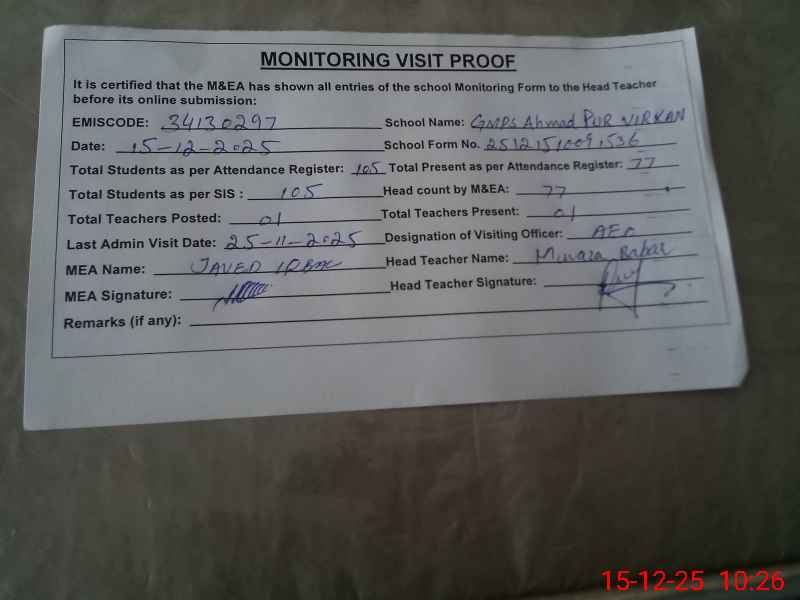 MONITORING VISIT PROOF
It is certified that the M&EA has shown all entries of the school Monitoring Form to the Head Teacher
before its online submission:
EMISCODE: 34130297 School Name: GMPS Ahmad PUR VIRKAN
Date: 15-12-2025 School Form No. 25121510091536
Total Students as per Attendance Register: 105 Total Present as per Attendance Register: 77
Total Students as per SIS : 105 Head count by M&EA: 77
Total Teachers Posted: 01 Total Teachers Present: 01
Last Admin Visit Date: 25-11-2025 Designation of Visiting Officer: AEO
MEA Name: JAVED IQBAL Head Teacher Name: Babar
MEA Signature: Head Teacher Signature:
Remarks (if any):
15-12-25 10:26